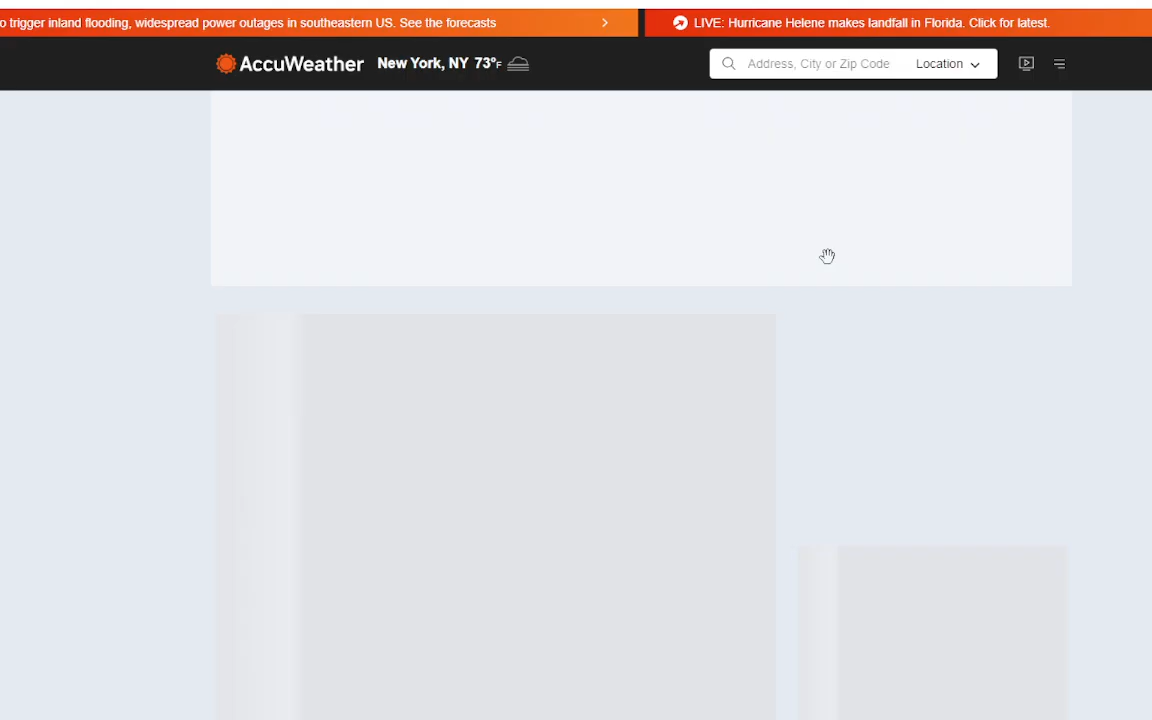 o trigger inland flooding, widespread power outages in southeastern US. See the forecasts
LIVE: Hurricane Helene makes landfall in Florida. Click for latest.
AccuWeather
New York, NY 73°F
Address, City or Zip Code
Location